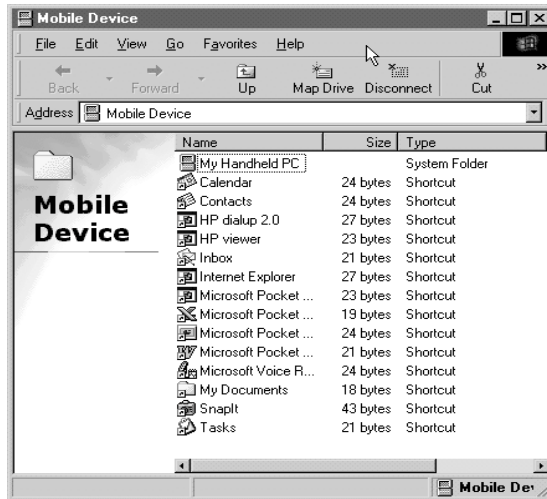 Mobile Device
File Edit View Go Favorites Help
Back Forward Up Map Drive Disconnect Cut »
Address Mobile Device
Mobile
Device
Name Size Type
My Handheld PC System Folder
Calendar 24 bytes Shortcut
Contacts 24 bytes Shortcut
HP dialup 2.0 27 bytes Shortcut
HP viewer 23 bytes Shortcut
Inbox 21 bytes Shortcut
Internet Explorer 27 bytes Shortcut
Microsoft Pocket ... 23 bytes Shortcut
Microsoft Pocket ... 19 bytes Shortcut
Microsoft Pocket ... 24 bytes Shortcut
Microsoft Pocket ... 21 bytes Shortcut
Microsoft Voice R... 24 bytes Shortcut
My Documents 18 bytes Shortcut
SnapIt 43 bytes Shortcut
Tasks 21 bytes Shortcut
Mobile De